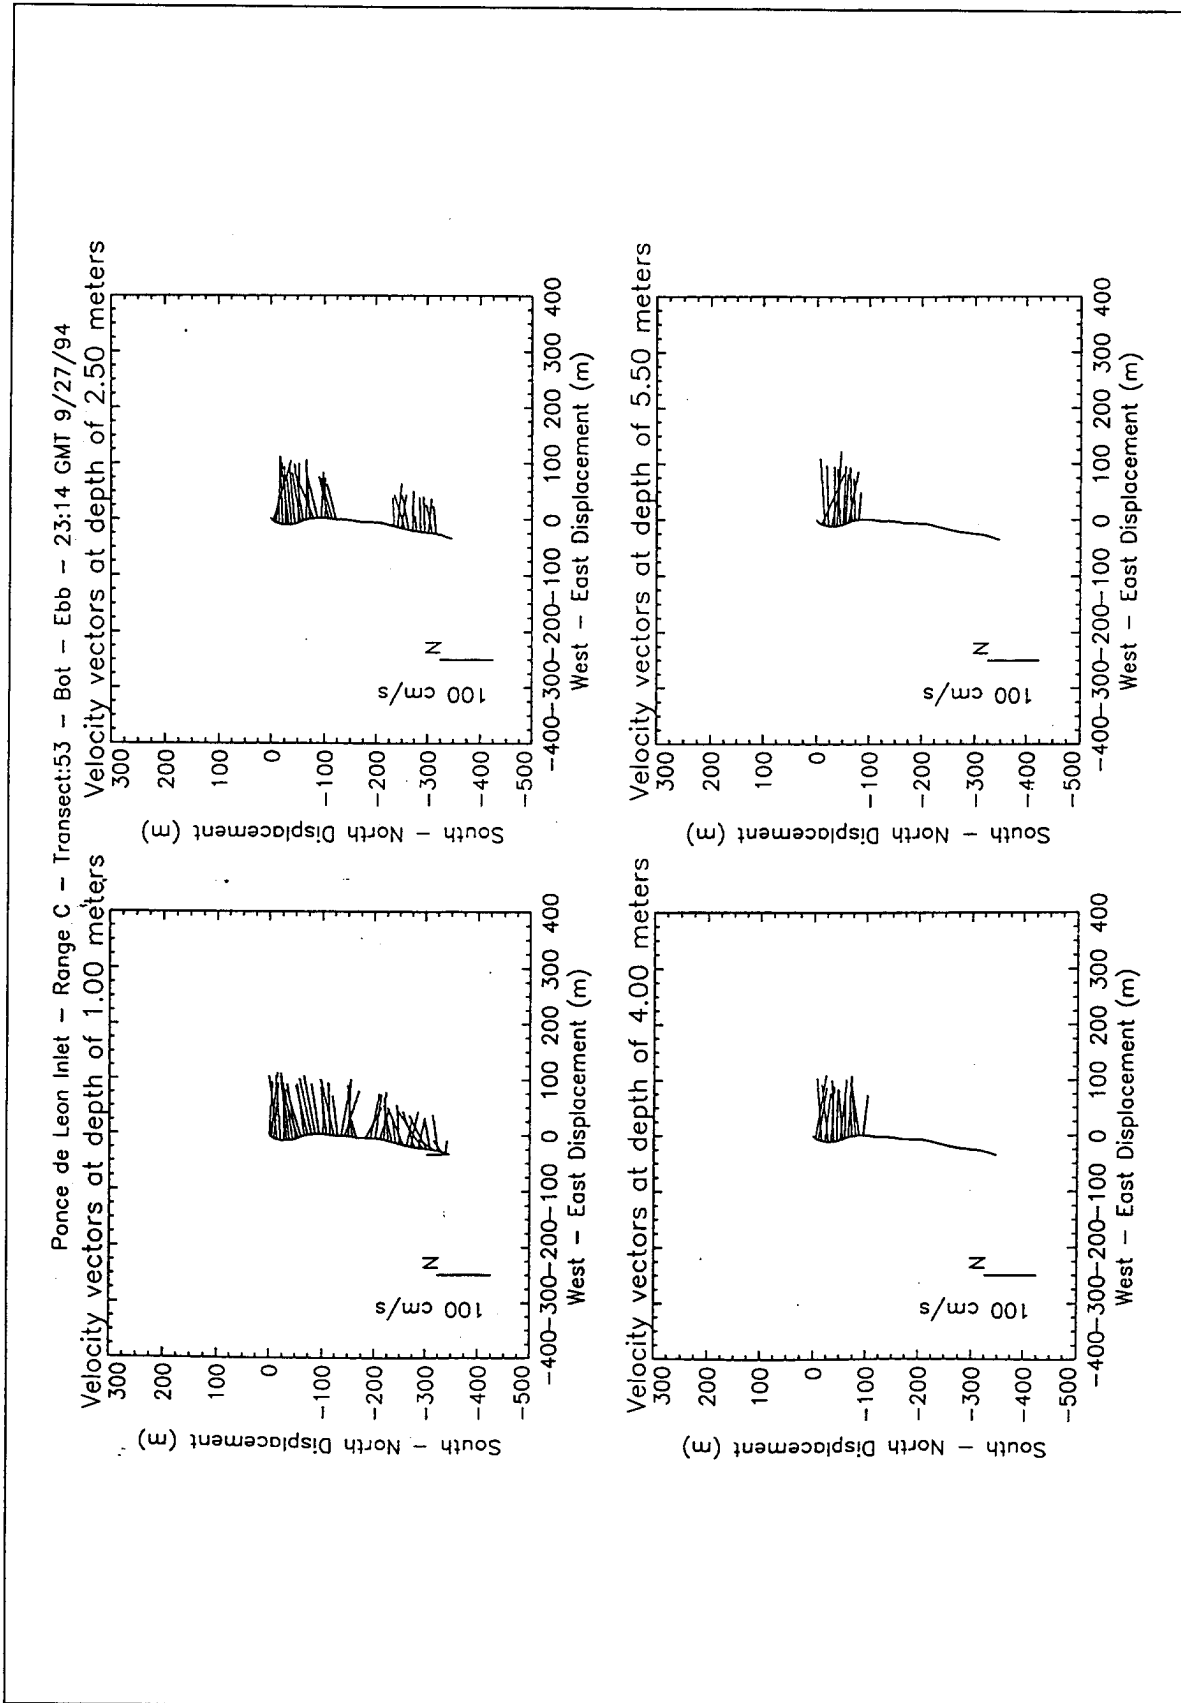 Ponce de Leon Inlet – Range C – Transect:53 – Bot – Ebb – 23:14 GMT 9/27/94
Velocity vectors at depth of 1.00 meters
300
200
100
0
-100
-200
-300
-400
-500
South – North Displacement (m)
N
100 cm/s
-400-300-200-100 0 100 200 300 400
West – East Displacement (m)
Velocity vectors at depth of 2.50 meters
300
200
100
0
-100
-200
-300
-400
-500
South – North Displacement (m)
N
100 cm/s
-400-300-200-100 0 100 200 300 400
West – East Displacement (m)
Velocity vectors at depth of 4.00 meters
300
200
100
0
-100
-200
-300
-400
-500
South – North Displacement (m)
N
100 cm/s
-400-300-200-100 0 100 200 300 400
West – East Displacement (m)
Velocity vectors at depth of 5.50 meters
300
200
100
0
-100
-200
-300
-400
-500
South – North Displacement (m)
N
100 cm/s
-400-300-200-100 0 100 200 300 400
West – East Displacement (m)